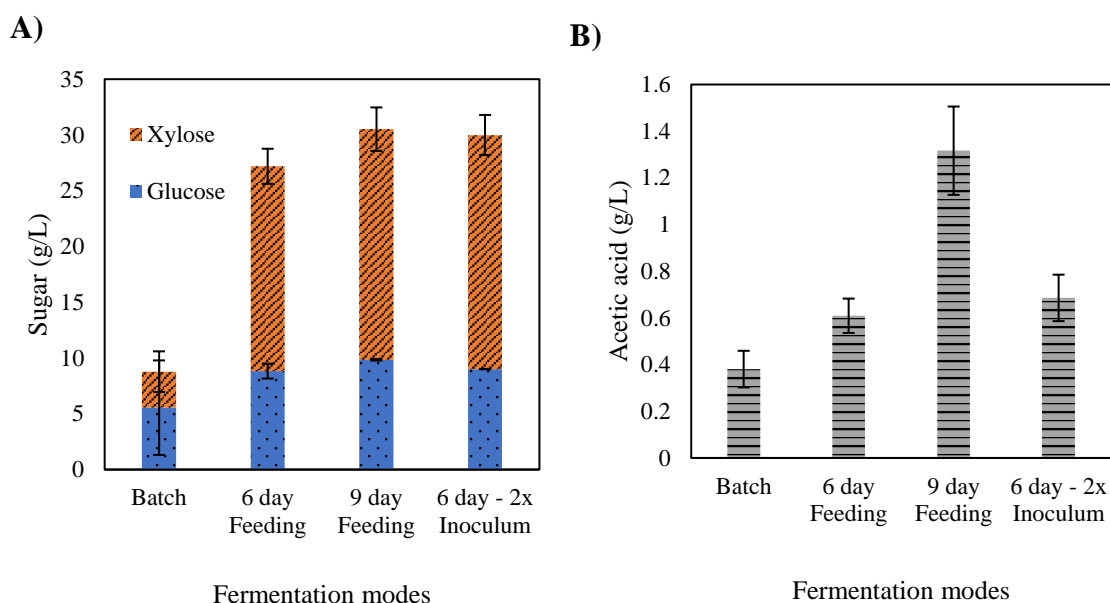 A)
Sugar (g/L)
35
30
25
20
15
10
5
0
Xylose
Glucose
Batch
6 day
Feeding
9 day
Feeding
6 day - 2x
Inoculum
Fermentation modes
B)
Acetic acid (g/L)
1.6
1.4
1.2
1
0.8
0.6
0.4
0.2
0
Batch
6 day
Feeding
9 day
Feeding
6 day - 2x
Inoculum
Fermentation modes